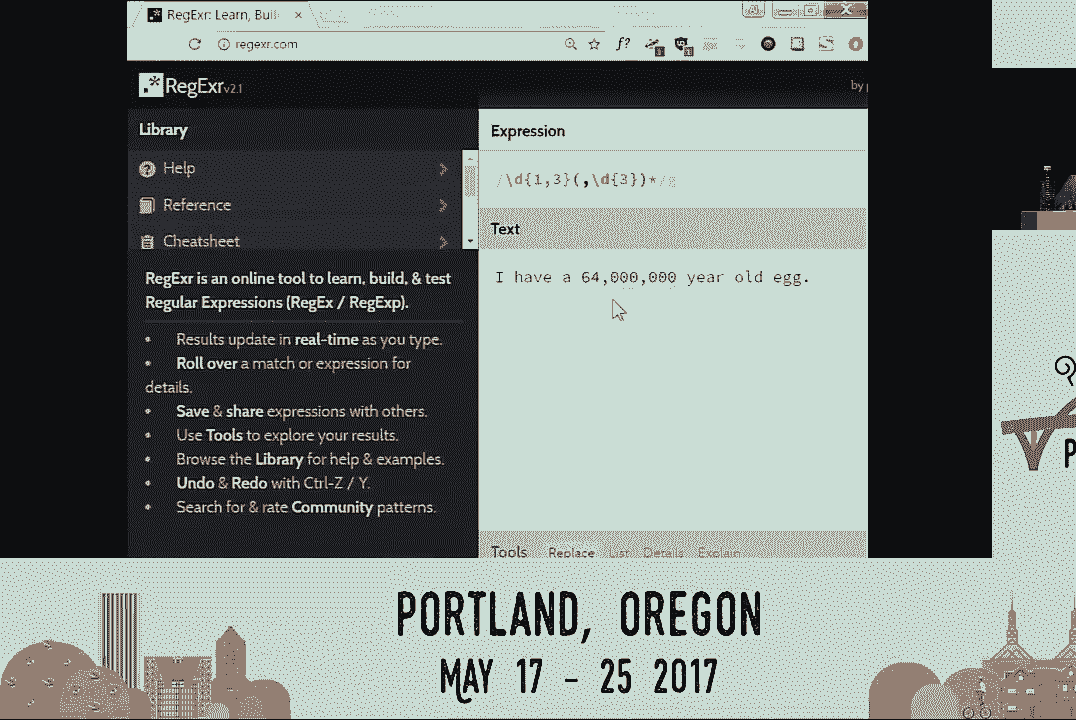 RegExr: Learn, Buil
regexr.com
f?
.* RegExr v2.1
by
Library
Help
Reference
Cheatsheet
RegExr is an online tool to learn, build, & test
Regular Expressions (RegEx / RegExp).
• Results update in real-time as you type.
• Roll over a match or expression for
details.
• Save & share expressions with others.
• Use Tools to explore your results.
• Browse the Library for help & examples.
• Undo & Redo with Ctrl-Z / Y.
• Search for & rate Community patterns.
Expression
/\d{1,3}(,\d{3})*/g
Text
I have a 64,000,000 year old egg.
Tools Replace List Details Explain
P
PORTLAND, OREGON
MAY 17 - 25 2017